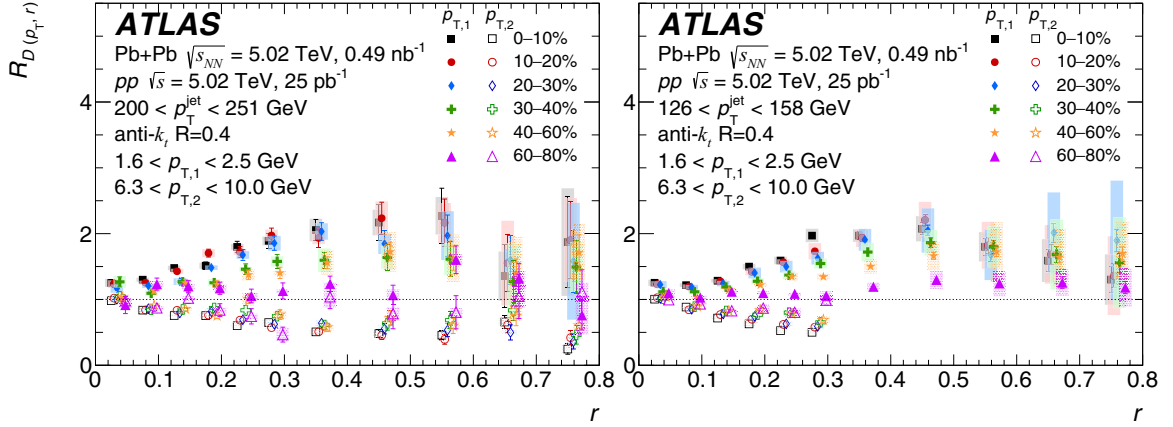 R_D (p_T, r)
ATLAS
Pb+Pb √s_NN = 5.02 TeV, 0.49 nb⁻¹
pp √s = 5.02 TeV, 25 pb⁻¹
200 < p_T^jet < 251 GeV
anti-k_t R=0.4
1.6 < p_T,1 < 2.5 GeV
6.3 < p_T,2 < 10.0 GeV
p_T,1 p_T,2
0–10%
10–20%
20–30%
30–40%
40–60%
60–80%
4
2
0
0 0.1 0.2 0.3 0.4 0.5 0.6 0.7 0.8
r
ATLAS
Pb+Pb √s_NN = 5.02 TeV, 0.49 nb⁻¹
pp √s = 5.02 TeV, 25 pb⁻¹
126 < p_T^jet < 158 GeV
anti-k_t R=0.4
1.6 < p_T,1 < 2.5 GeV
6.3 < p_T,2 < 10.0 GeV
p_T,1 p_T,2
0–10%
10–20%
20–30%
30–40%
40–60%
60–80%
4
2
0
0 0.1 0.2 0.3 0.4 0.5 0.6 0.7 0.8
r